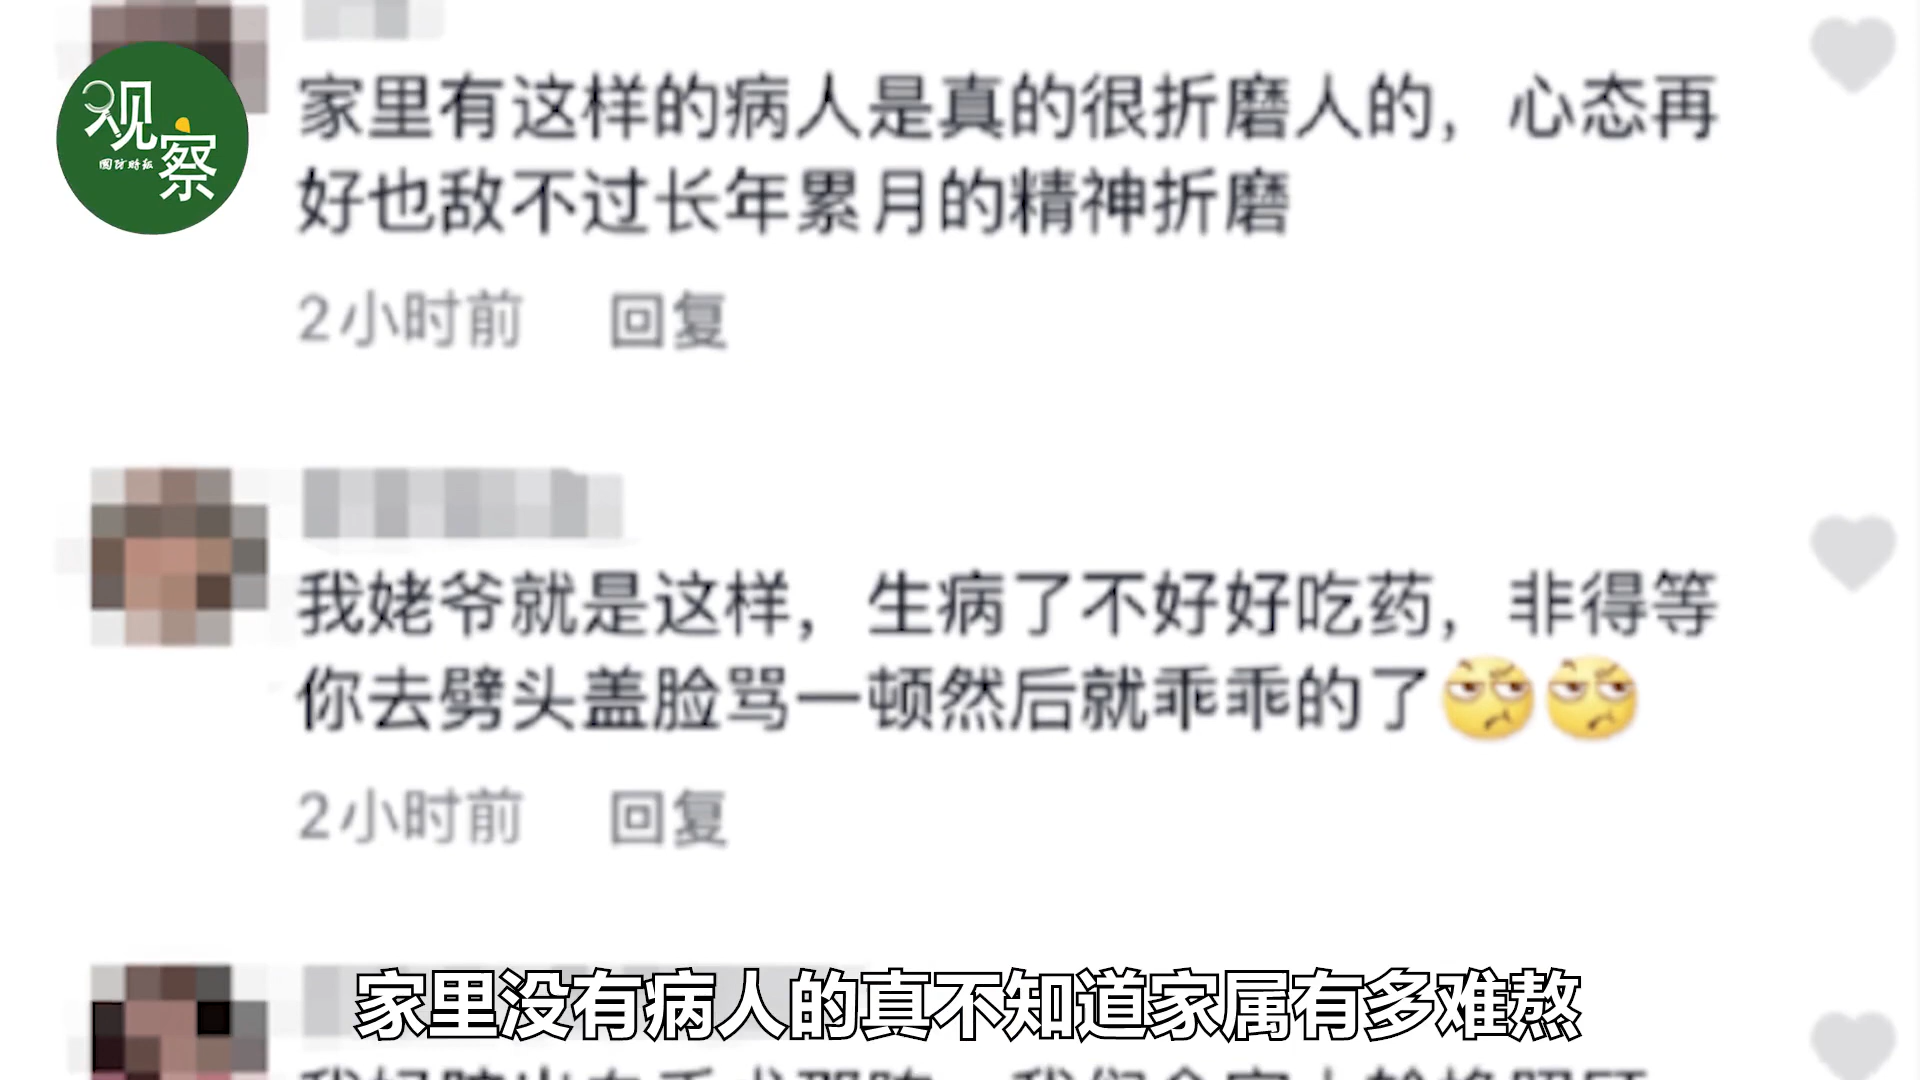 观察
国防时报
家里有这样的病人是真的很折磨人的，心态再
好也敌不过长年累月的精神折磨
2小时前 回复
我姥爷就是这样，生病了不好好吃药，非得等
你去劈头盖脸骂一顿然后就乖乖的了
2小时前 回复
家里没有病人的真不知道家属有多难熬